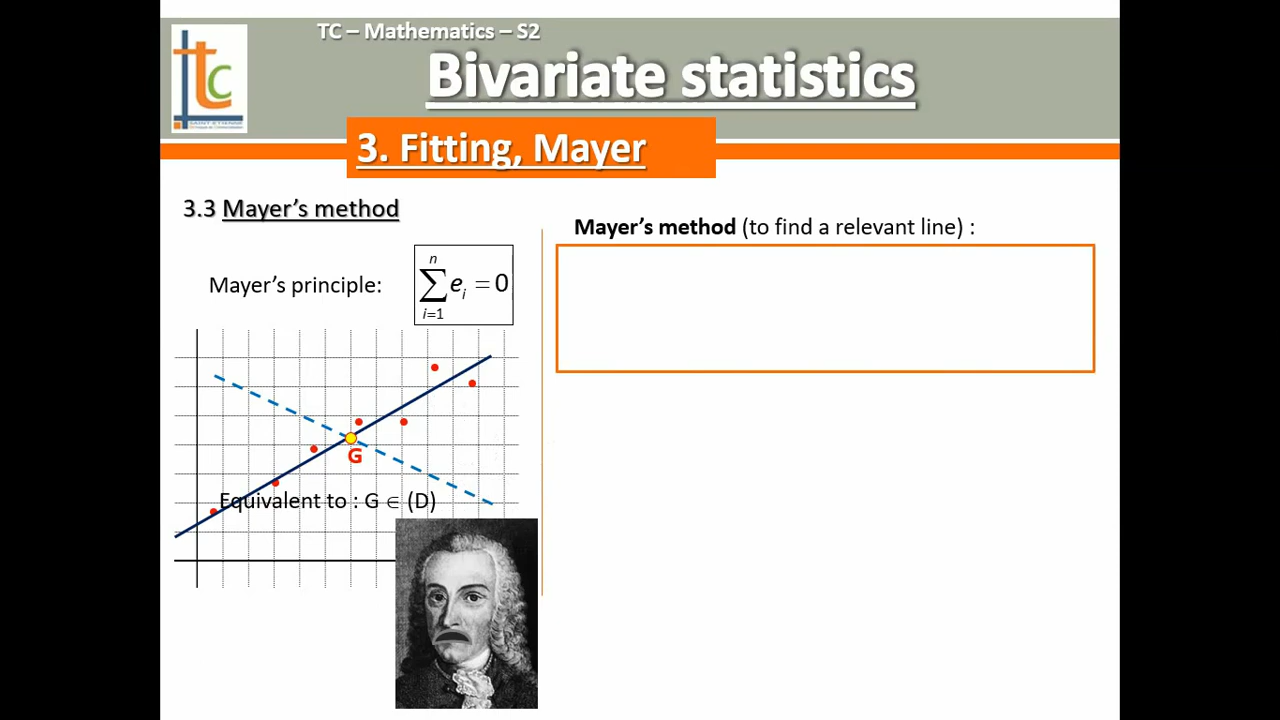 TC – Mathematics – S2
Bivariate statistics
3. Fitting, Mayer
tc
3.3 Mayer's method
Mayer's principle:
n
∑ eᵢ = 0
i=1
G
Equivalent to : G ∈ (D)
Mayer's method (to find a relevant line) :